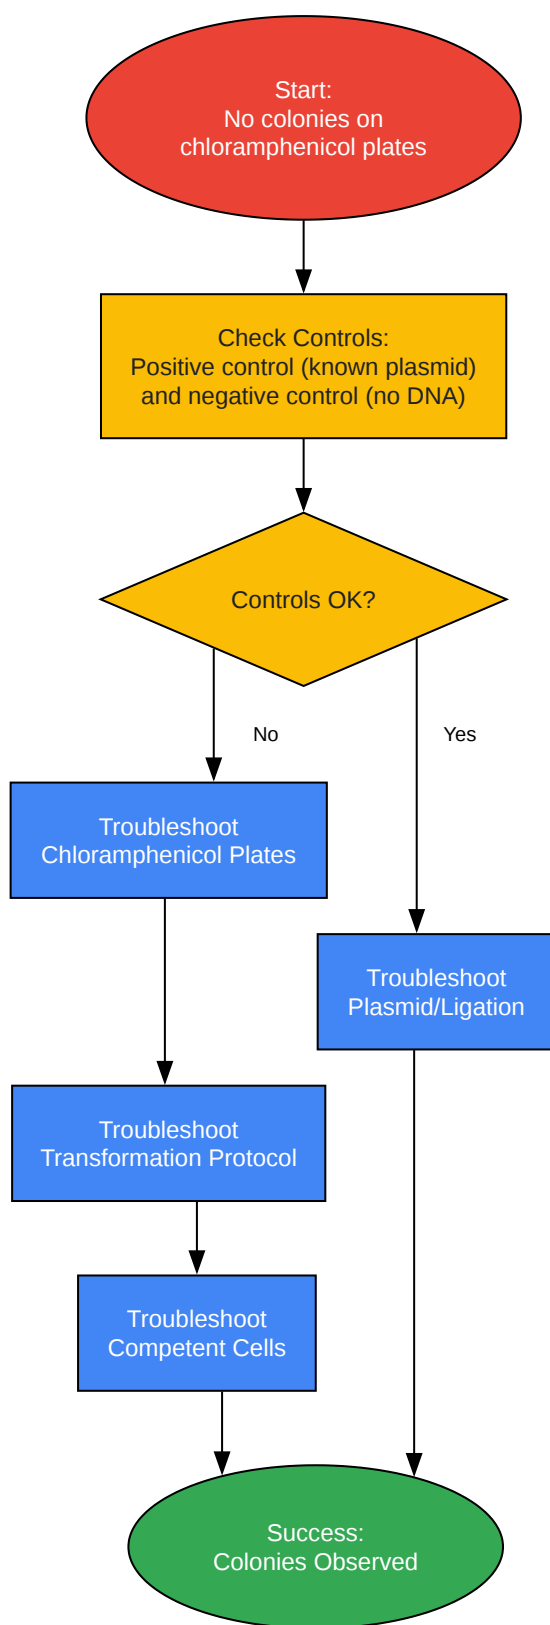 Start:
No colonies on
chloramphenicol plates
Check Controls:
Positive control (known plasmid)
and negative control (no DNA)
Controls OK?
No
Yes
Troubleshoot
Chloramphenicol Plates
Troubleshoot
Plasmid/Ligation
Troubleshoot
Transformation Protocol
Troubleshoot
Competent Cells
Success:
Colonies Observed